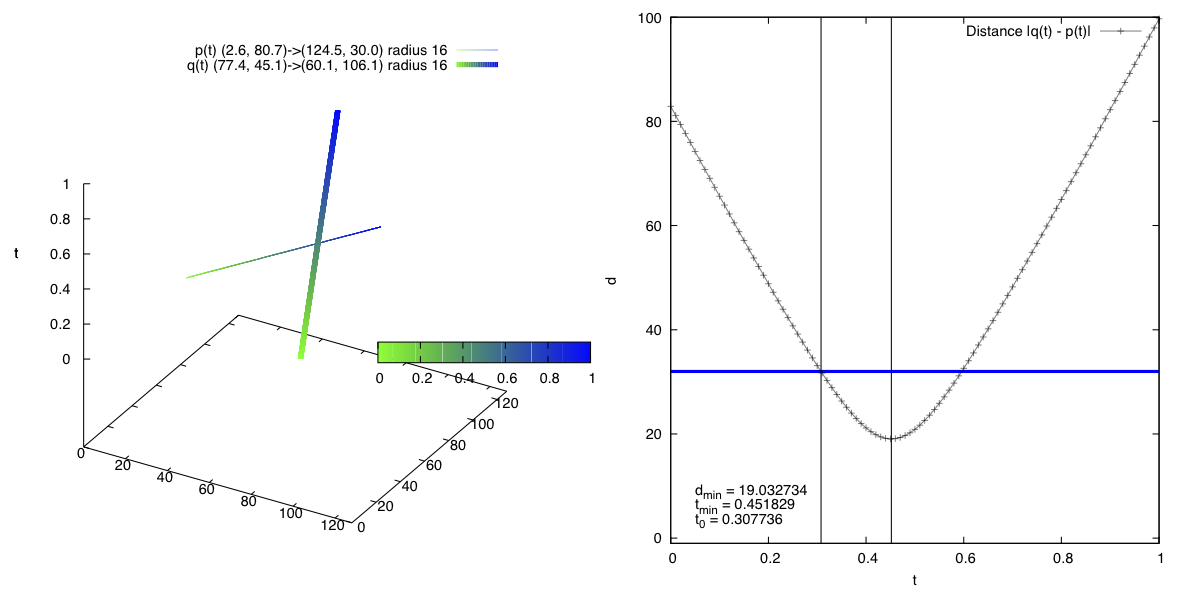 p(t) (2.6, 80.7)->(124.5, 30.0) radius 16
q(t) (77.4, 45.1)->(60.1, 106.1) radius 16
1
0.8
t
0.6
0.4
0.2
0
0 0.2 0.4 0.6 0.8 1
0
20
40
60
80
100
120
0
20
40
60
80
100
120
100
80
60
40
20
0
d
Distance |q(t) - p(t)|
dmin = 19.032734
tmin = 0.451829
t0 = 0.307736
0 0.2 0.4 0.6 0.8 1
t